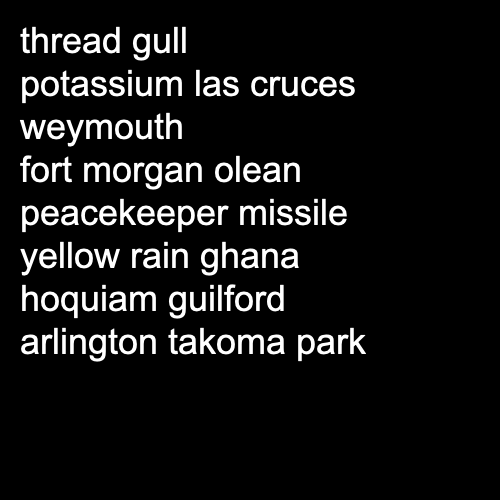 thread gull
potassium las cruces
weymouth
fort morgan olean
peacekeeper missile
yellow rain ghana
hoquiam guilford
arlington takoma park